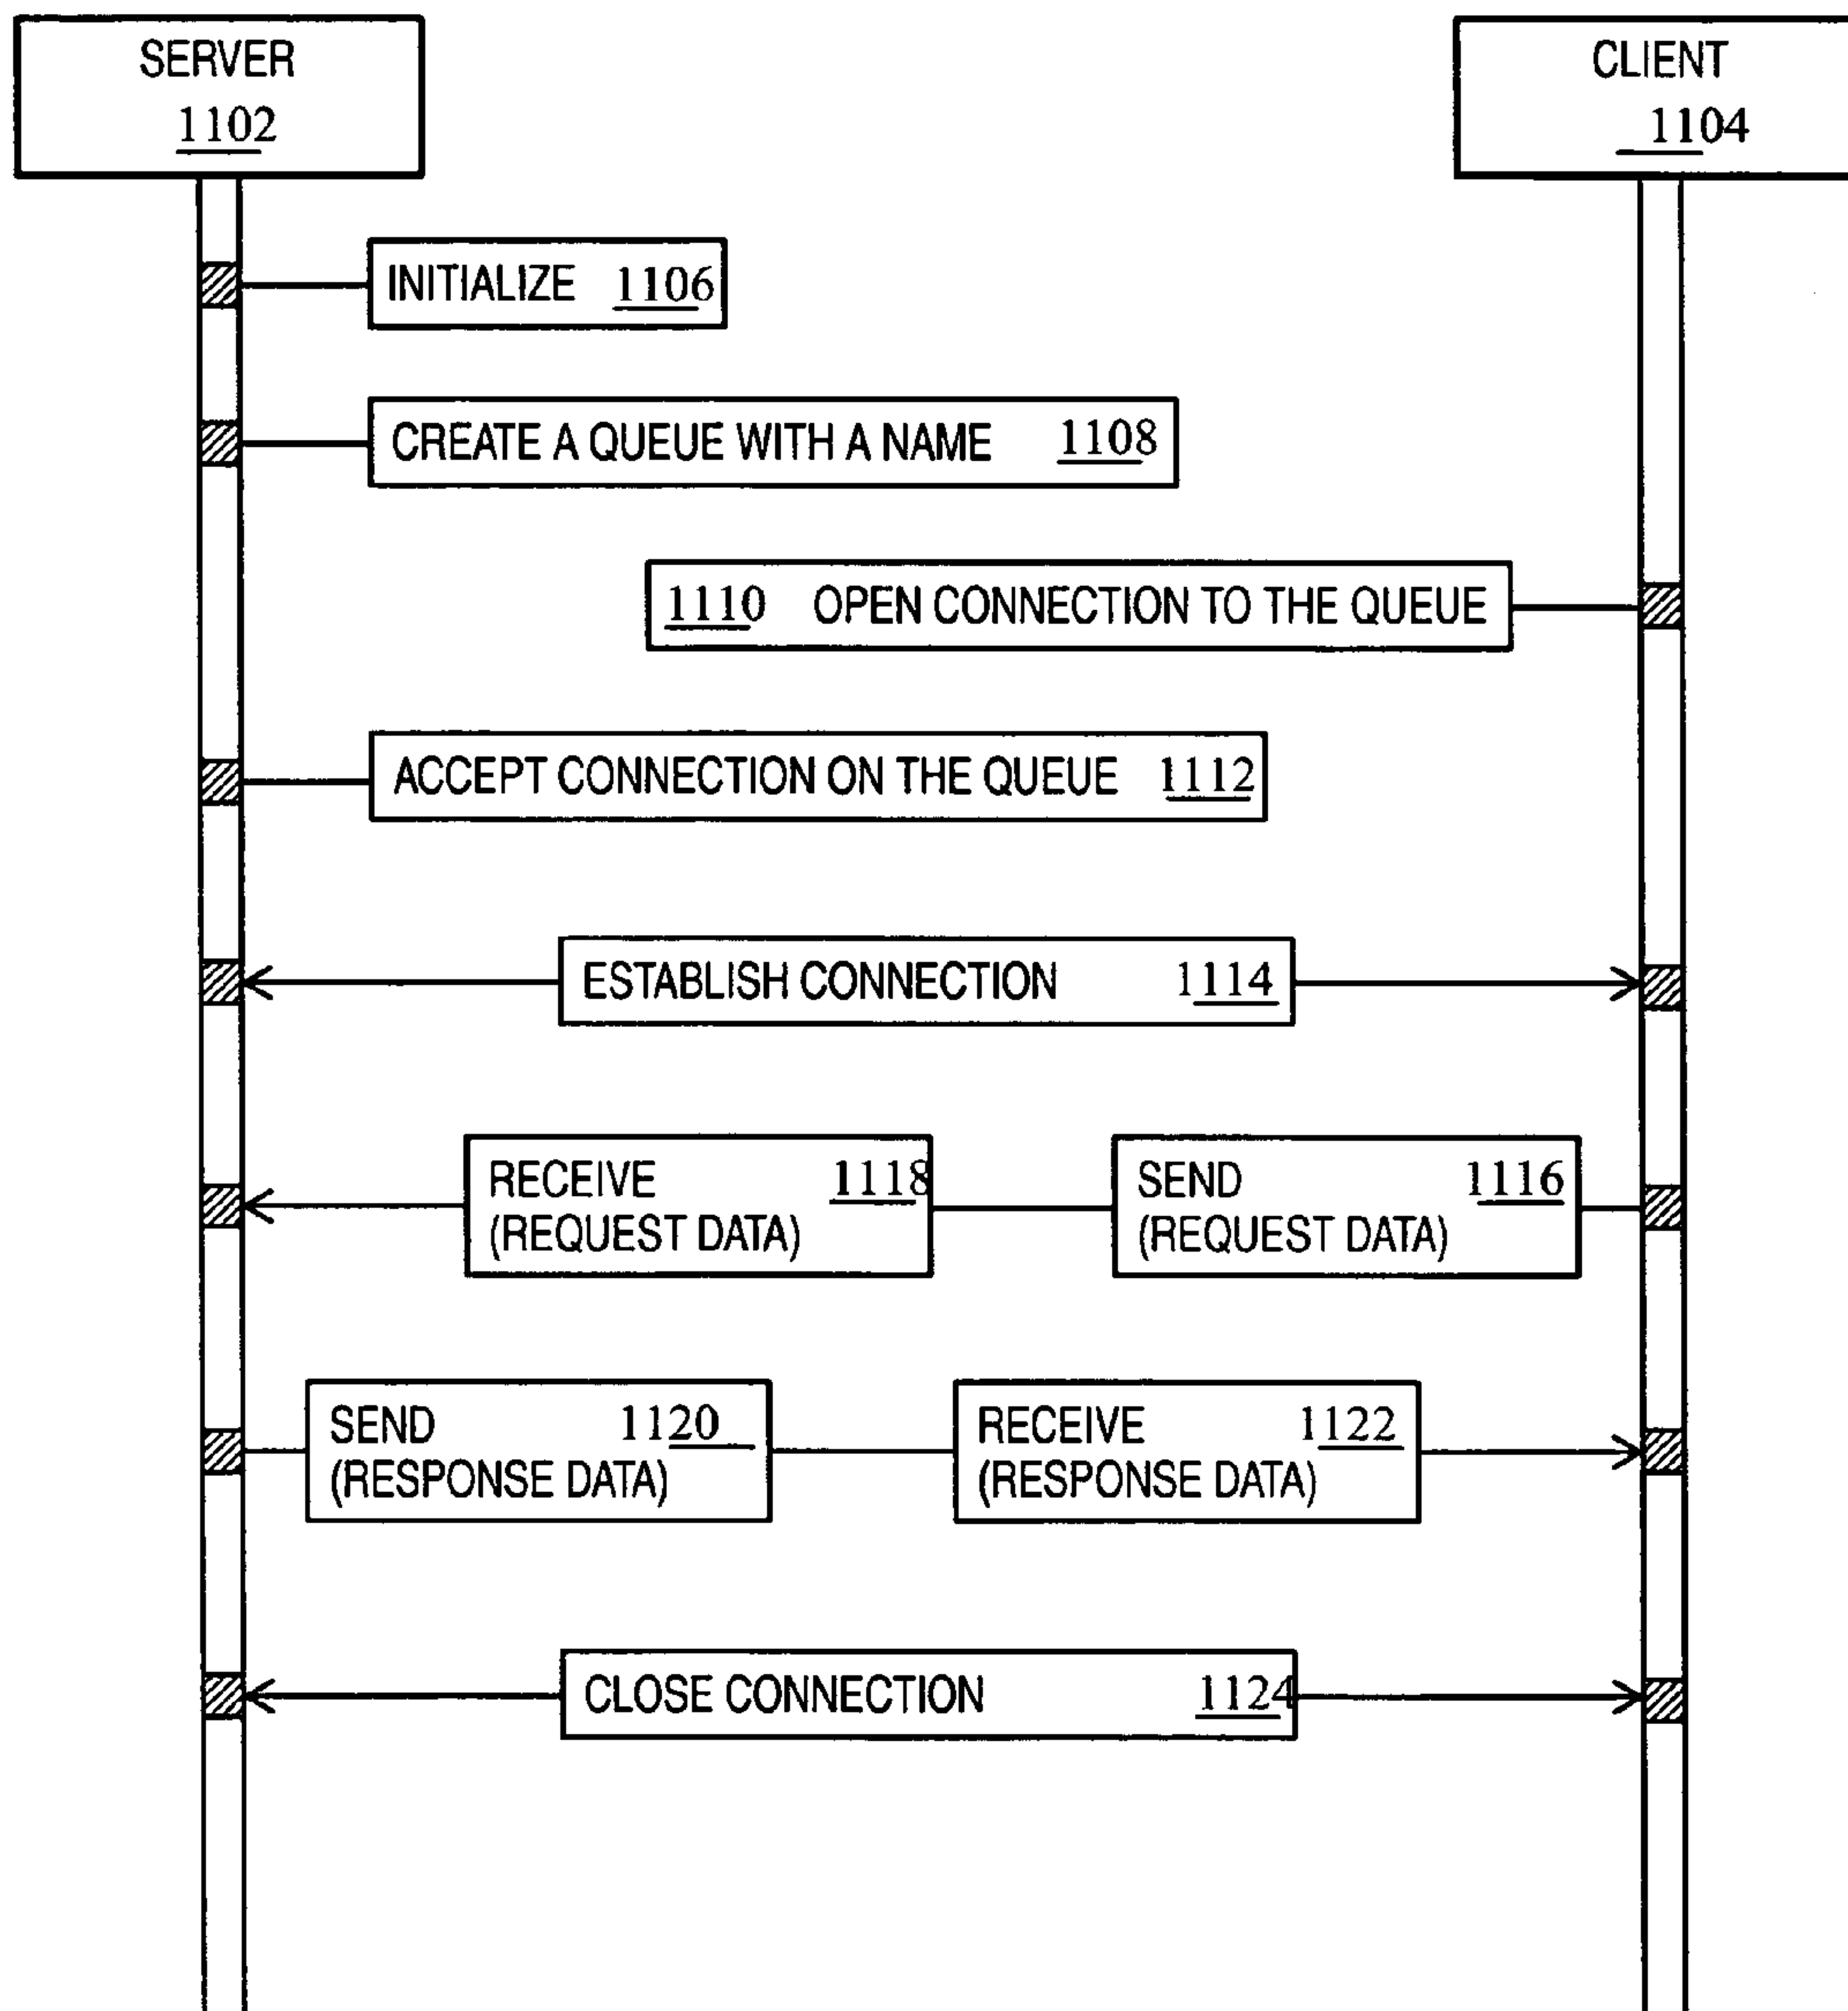 SERVER
1102
CLIENT
1104
INITIALIZE 1106
CREATE A QUEUE WITH A NAME 1108
1110 OPEN CONNECTION TO THE QUEUE
ACCEPT CONNECTION ON THE QUEUE 1112
ESTABLISH CONNECTION 1114
RECEIVE 1118
(REQUEST DATA)
SEND 1116
(REQUEST DATA)
SEND 1120
(RESPONSE DATA)
RECEIVE 1122
(RESPONSE DATA)
CLOSE CONNECTION 1124